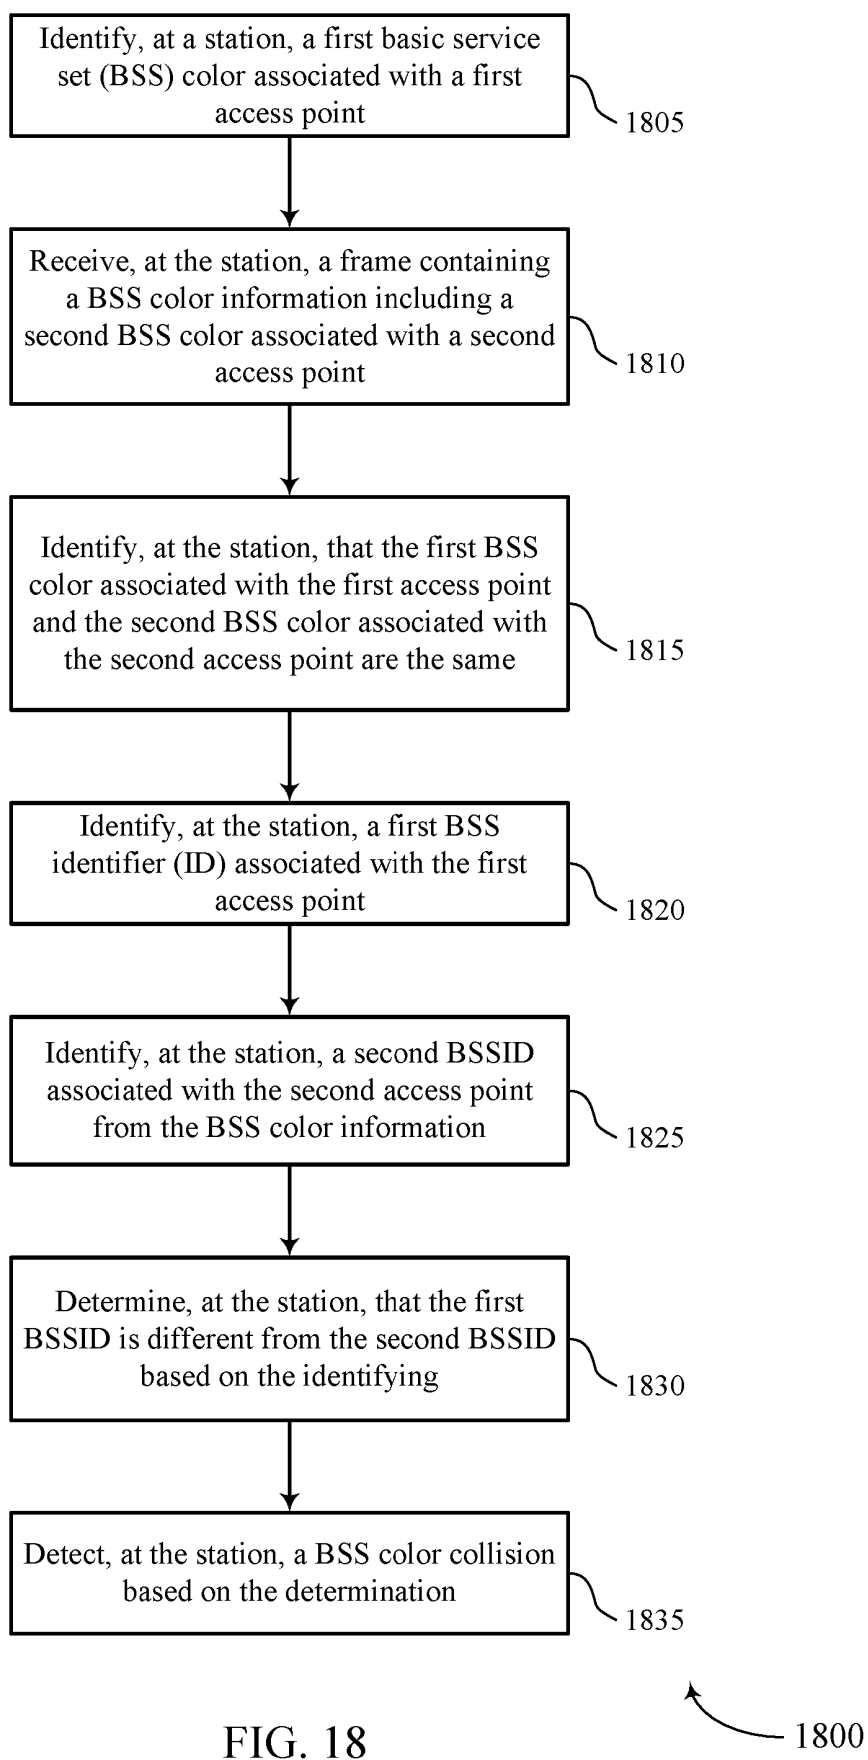 Identify, at a station, a first basic service
set (BSS) color associated with a first
access point
1805
Receive, at the station, a frame containing
a BSS color information including a
second BSS color associated with a second
access point
1810
Identify, at the station, that the first BSS
color associated with the first access point
and the second BSS color associated with
the second access point are the same
1815
Identify, at the station, a first BSS
identifier (ID) associated with the first
access point
1820
Identify, at the station, a second BSSID
associated with the second access point
from the BSS color information
1825
Determine, at the station, that the first
BSSID is different from the second BSSID
based on the identifying
1830
Detect, at the station, a BSS color collision
based on the determination
1835
FIG. 18
1800